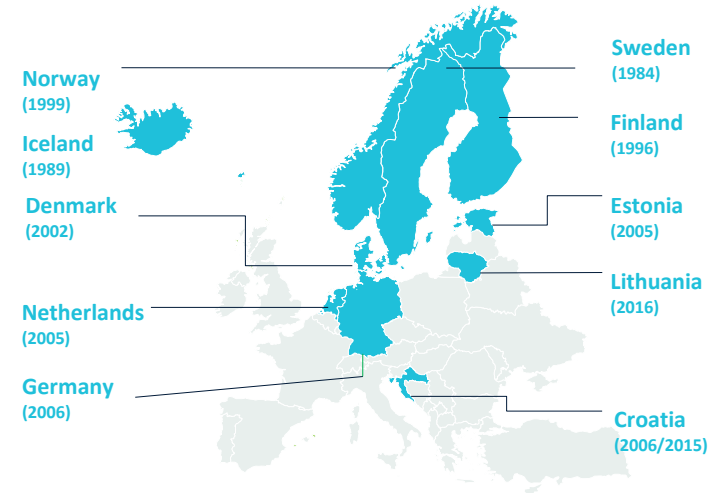 Norway
(1999)
Iceland
(1989)
Denmark
(2002)
Netherlands
(2005)
Germany
(2006)
Sweden
(1984)
Finland
(1996)
Estonia
(2005)
Lithuania
(2016)
Croatia
(2006/2015)